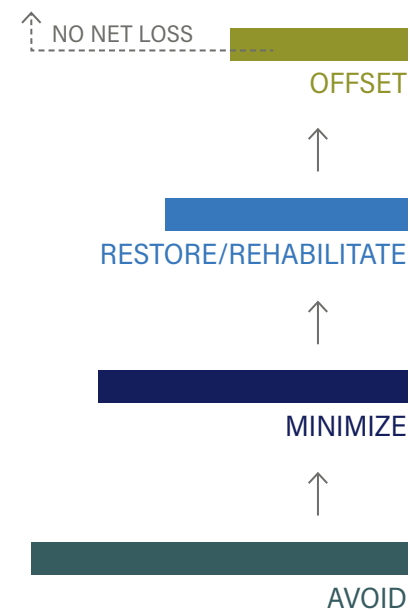 NO NET LOSS
OFFSET
RESTORE/REHABILITATE
MINIMIZE
AVOID